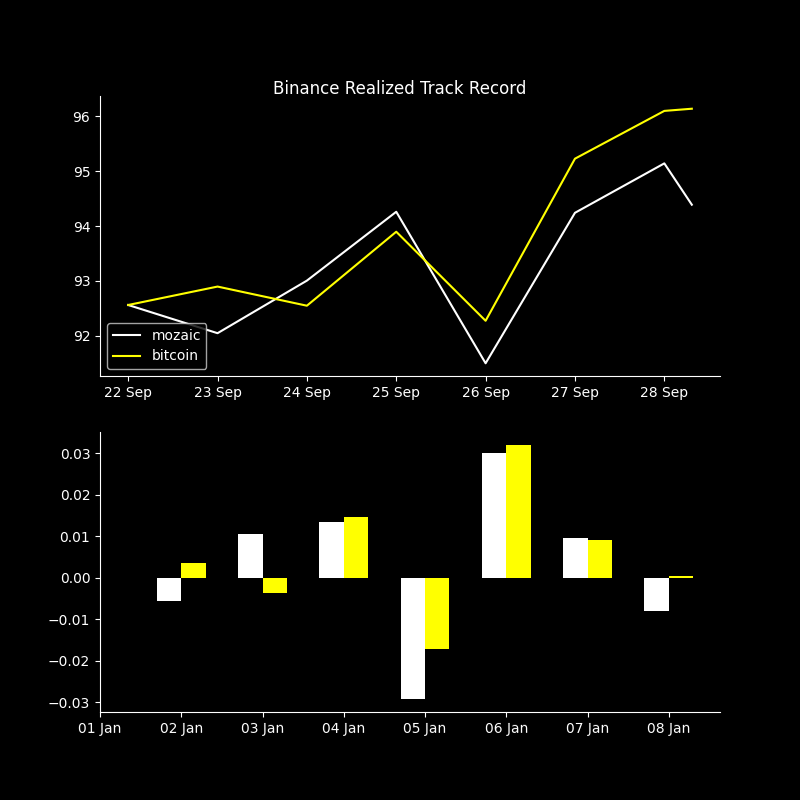 Binance Realized Track Record
96
95
94
93
92
mozaic
bitcoin
22 Sep 23 Sep 24 Sep 25 Sep 26 Sep 27 Sep 28 Sep
0.03
0.02
0.01
0.00
−0.01
−0.02
−0.03
01 Jan 02 Jan 03 Jan 04 Jan 05 Jan 06 Jan 07 Jan 08 Jan